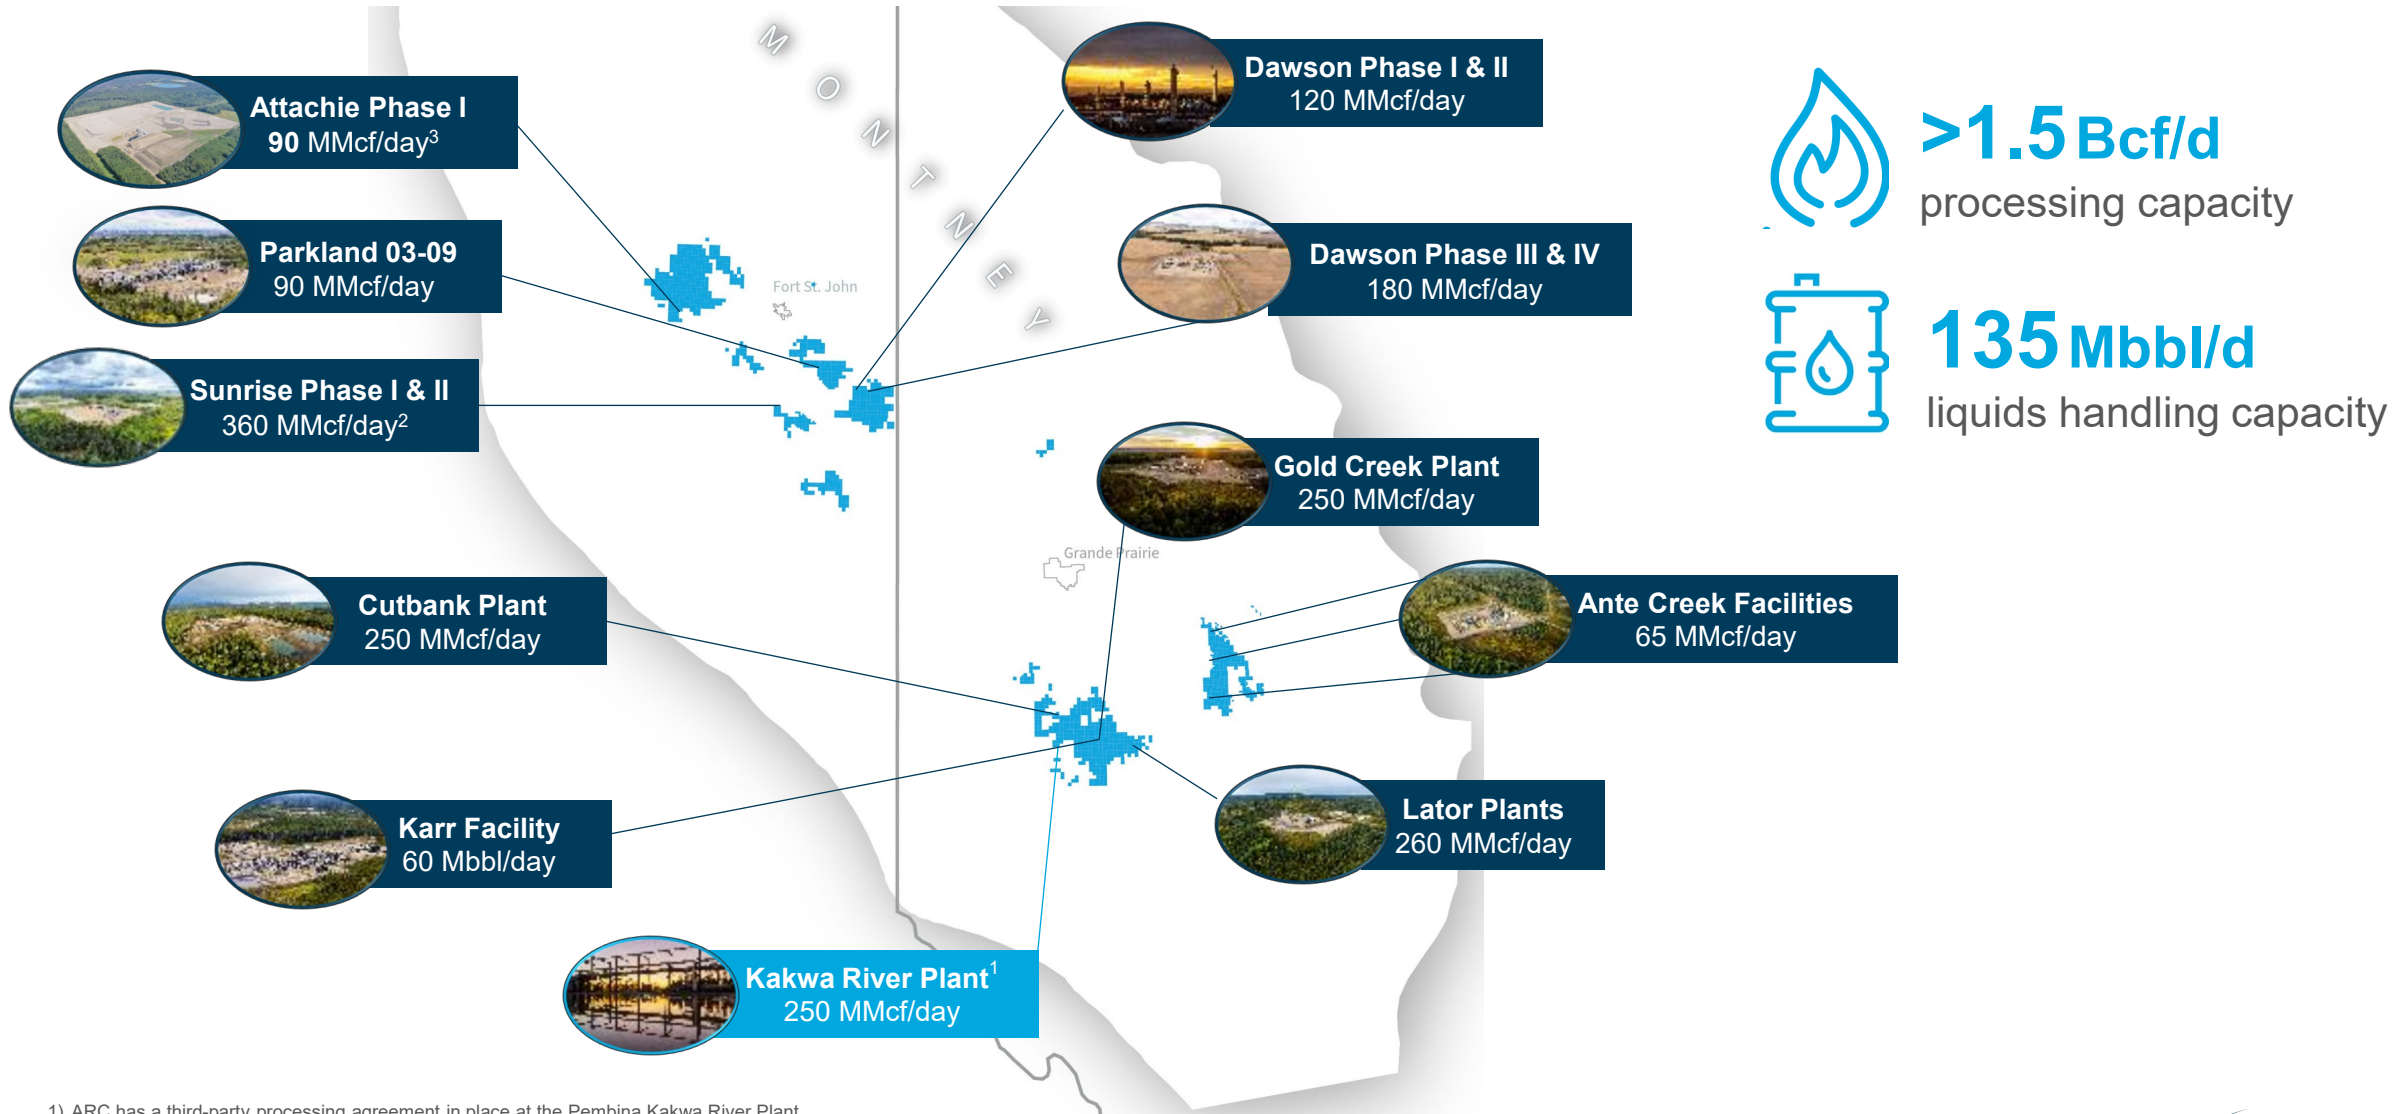 MONTNEY
Attachie Phase I
90 MMcf/day3
Parkland 03-09
90 MMcf/day
Sunrise Phase I & II
360 MMcf/day2
Cutbank Plant
250 MMcf/day
Karr Facility
60 Mbbl/day
Kakwa River Plant1
250 MMcf/day
Dawson Phase I & II
120 MMcf/day
Dawson Phase III & IV
180 MMcf/day
Gold Creek Plant
250 MMcf/day
Ante Creek Facilities
65 MMcf/day
Lator Plants
260 MMcf/day
Fort St. John
Grande Prairie
>1.5 Bcf/d
processing capacity
135 Mbbl/d
liquids handling capacity
1) ARC has a third-party processing agreement in place at the Pembina Kakwa River Plant